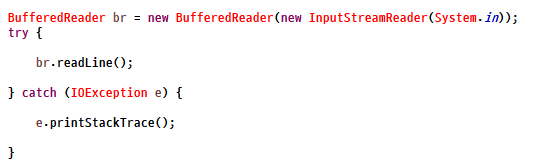 BufferedReader br = new BufferedReader(new InputStreamReader(System.in));
try {
br.readLine();
} catch (IOException e) {
e.printStackTrace();
}